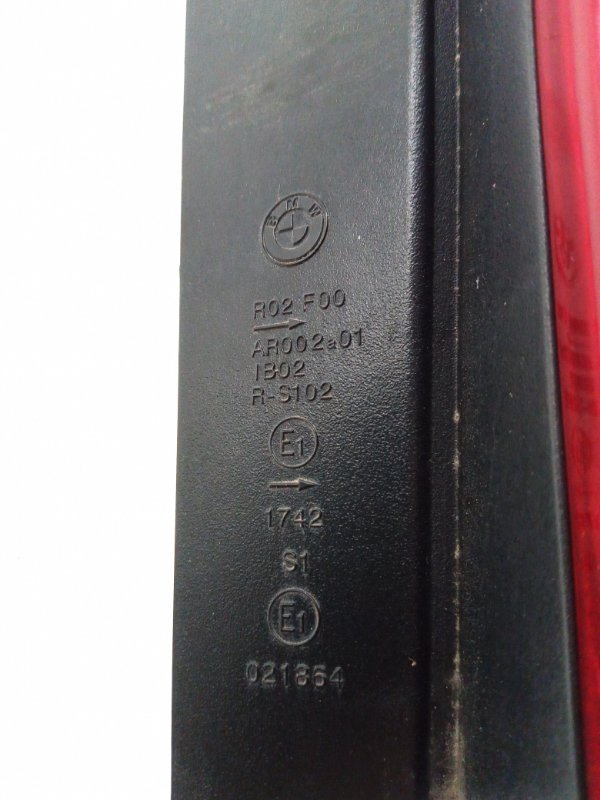 BMW
R02 F00
AR002a01
IB02
R-S102
E1
1742
S1
E1
021864